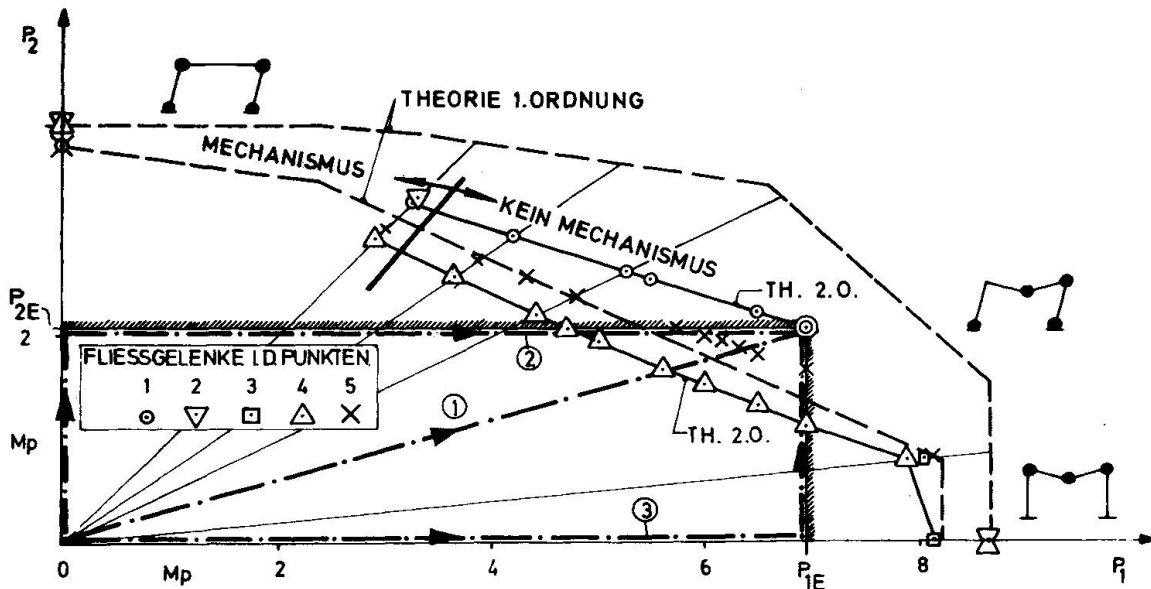 P₂
THEORIE 1.ORDNUNG
MECHANISMUS
KEIN MECHANISMUS
TH. 2.O.
P₂E
2
②
FLIESSGELENKE I.D.PUNKTEN
1 2 3 4 5
①
Mp
TH. 2.O.
③
0 2 4 6 8
Mp
P₁E
P₁